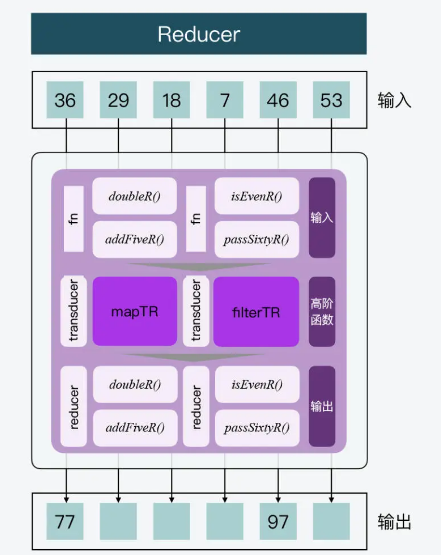 Reducer
36 29 18 7 46 53 输入
fn doubleR() fn isEvenR() 输入
addFiveR() passSixtyR()
transducer mapTR transducer filterTR 高阶
函数
reducer doubleR() reducer isEvenR() 输出
addFiveR() passSixtyR()
77 97 输出